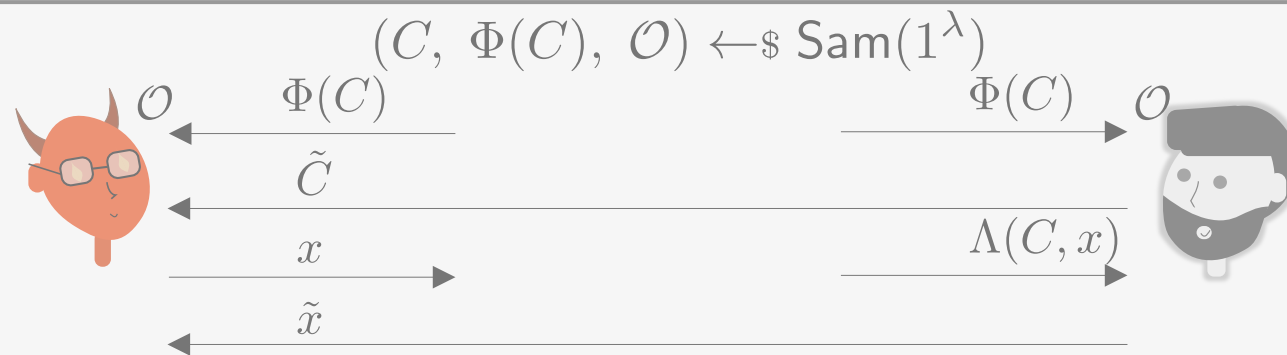 (C, Φ(C), 𝒪) ←$ Sam(1^λ)
𝒪 Φ(C) Φ(C) 𝒪
C̃
x Λ(C, x)
x̃